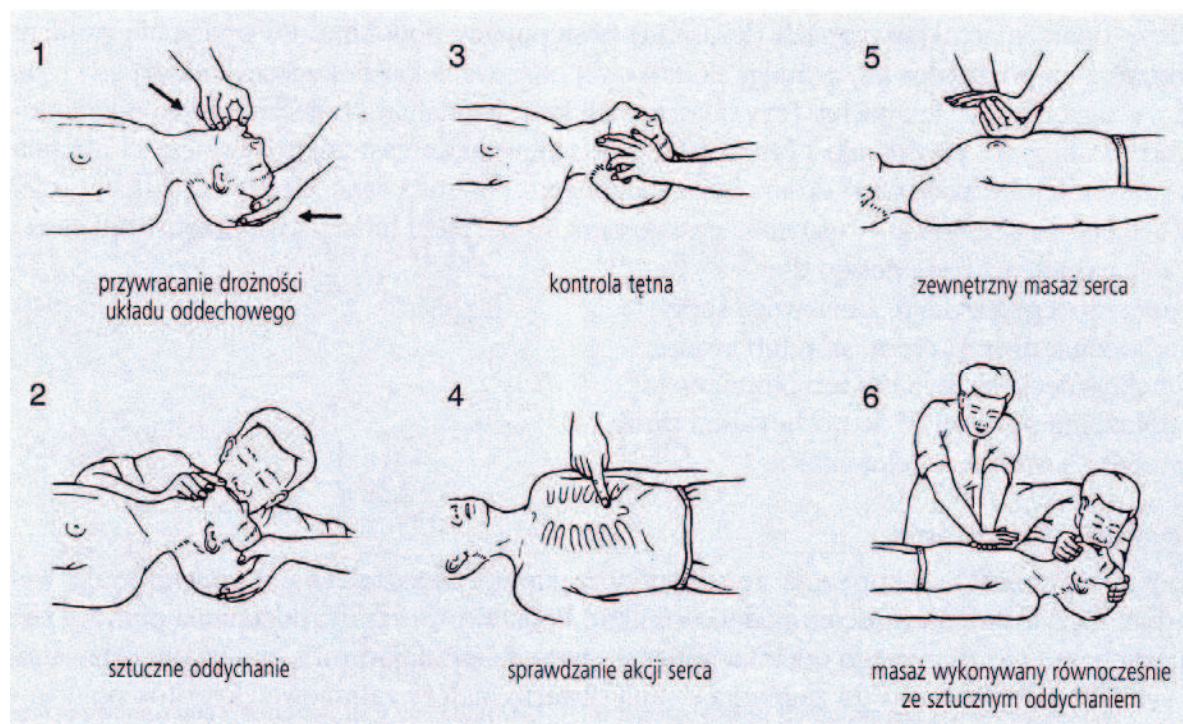 1
przywracanie drożności
układu oddechowego
2
sztuczne oddychanie
3
kontrola tętna
4
sprawdzanie akcji serca
5
zewnętrzny masaż serca
6
masaż wykonywany równocześnie
ze sztucznym oddychaniem